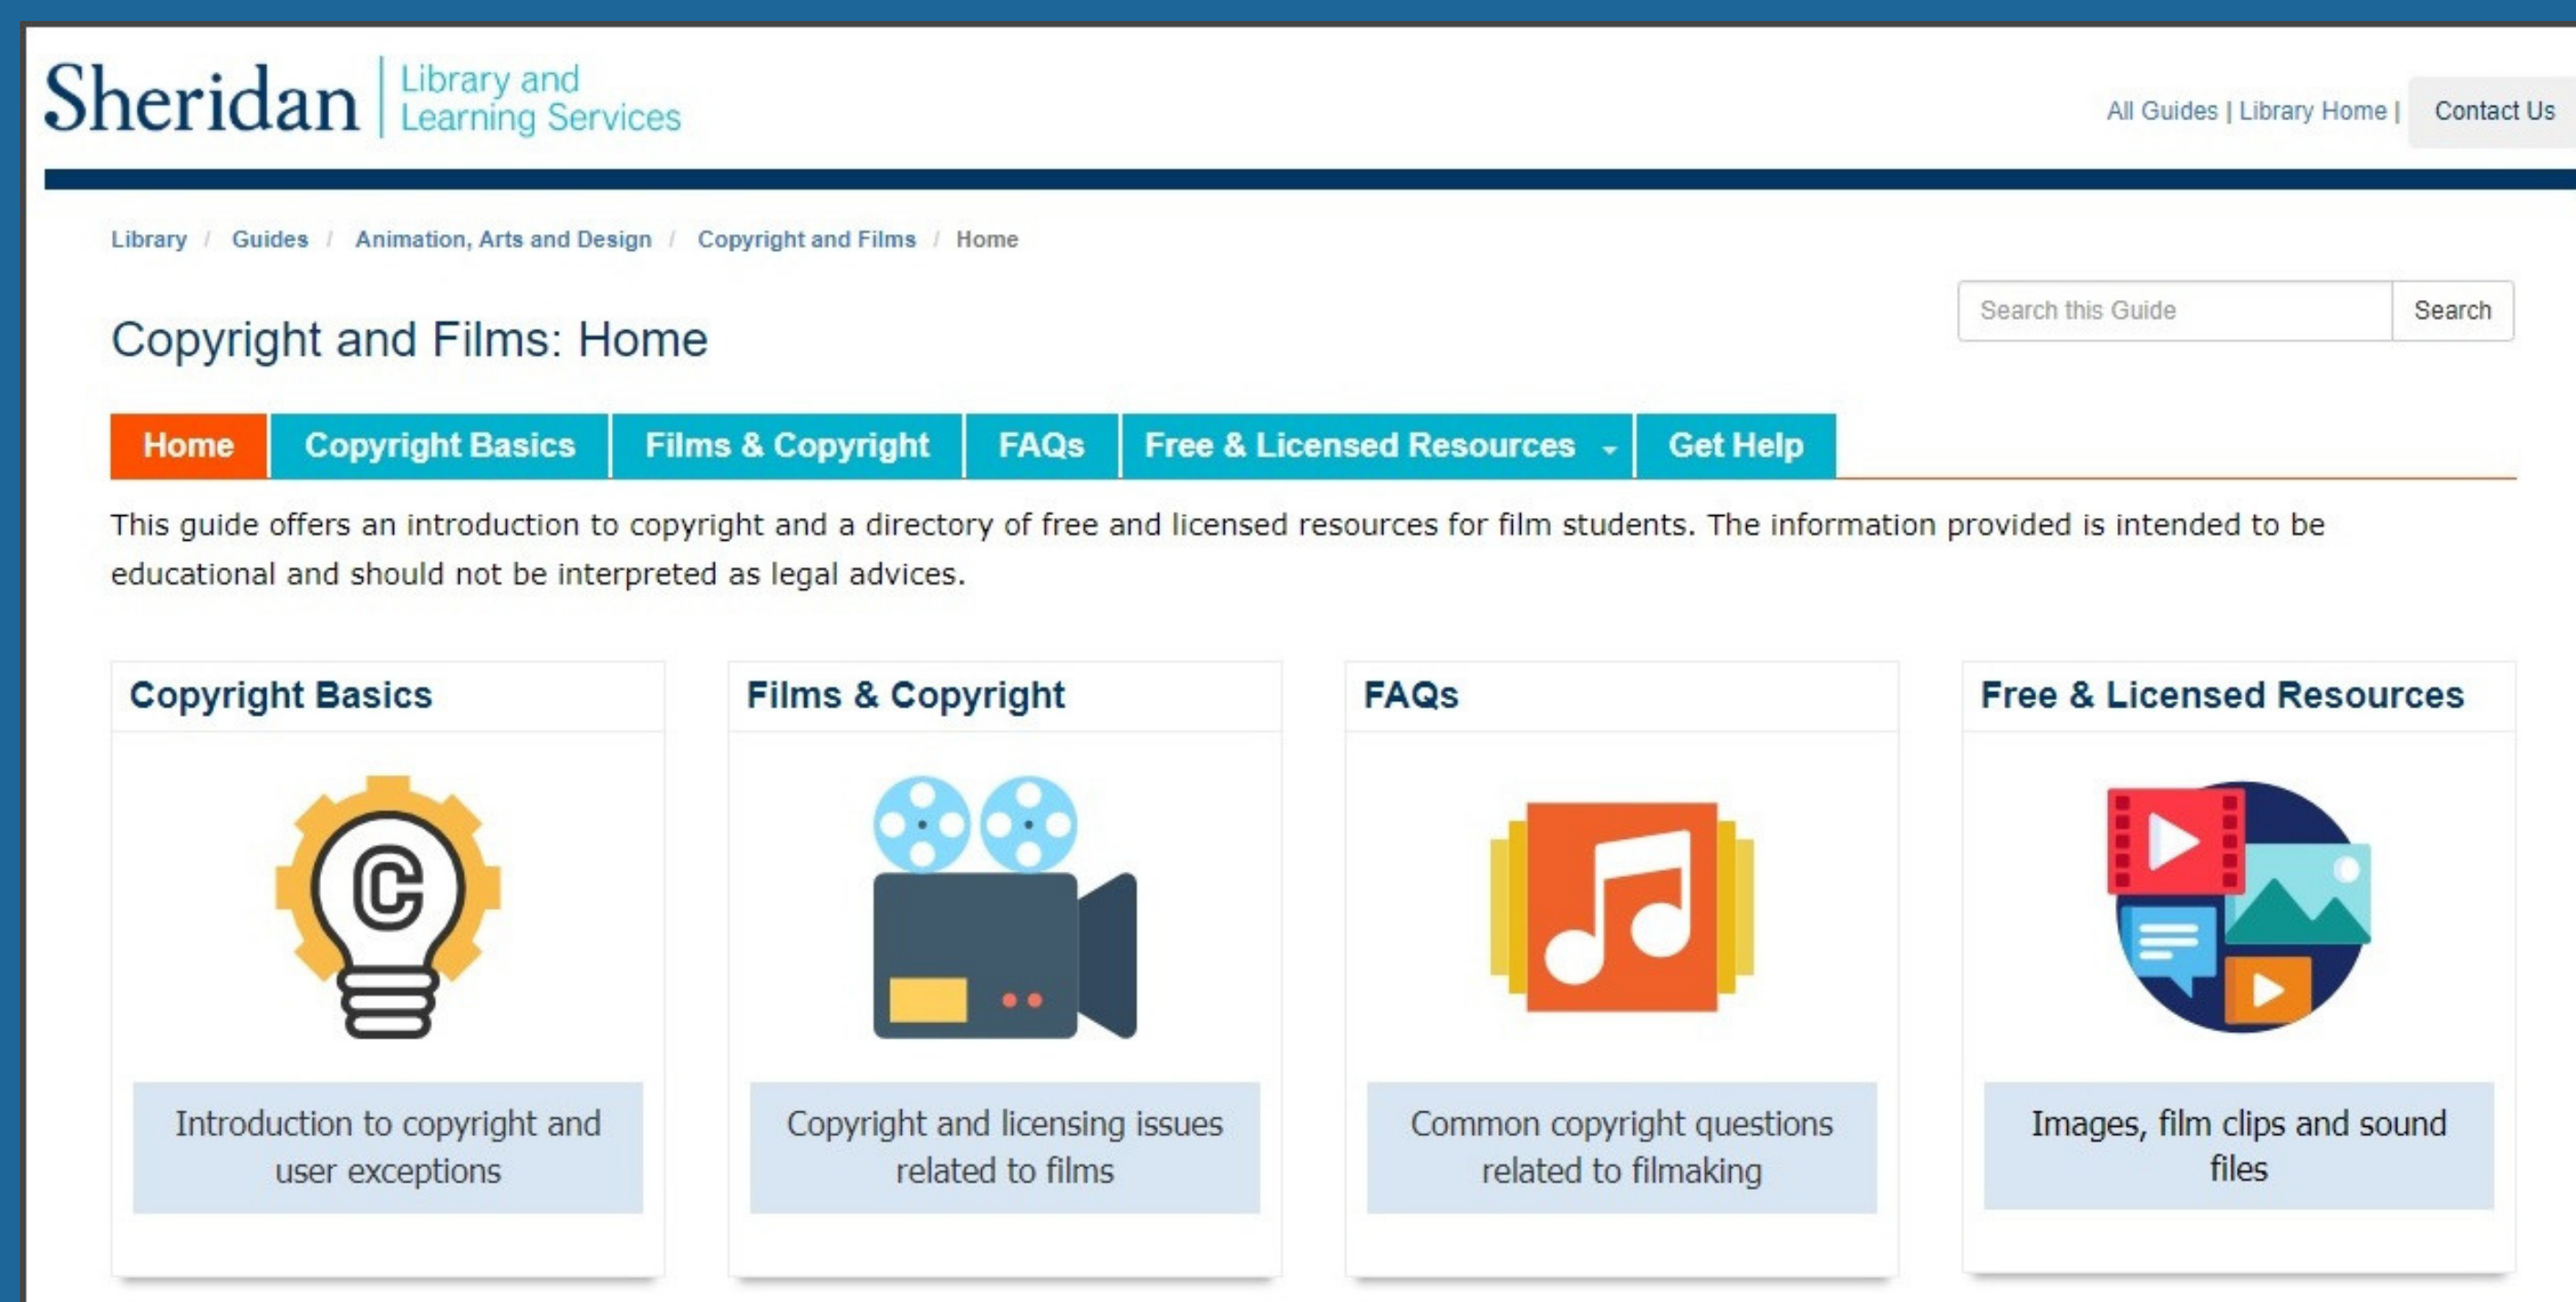 Sheridan
Library and
Learning Services
All Guides | Library Home | Contact Us
Library / Guides / Animation, Arts and Design / Copyright and Films / Home
Search this Guide Search
Copyright and Films: Home
Home Copyright Basics Films & Copyright FAQs Free & Licensed Resources Get Help
This guide offers an introduction to copyright and a directory of free and licensed resources for film students. The information provided is intended to be
educational and should not be interpreted as legal advices.
Copyright Basics
C
Introduction to copyright and
user exceptions
Films & Copyright
Copyright and licensing issues
related to films
FAQs
Common copyright questions
related to filmaking
Free & Licensed Resources
Images, film clips and sound
files